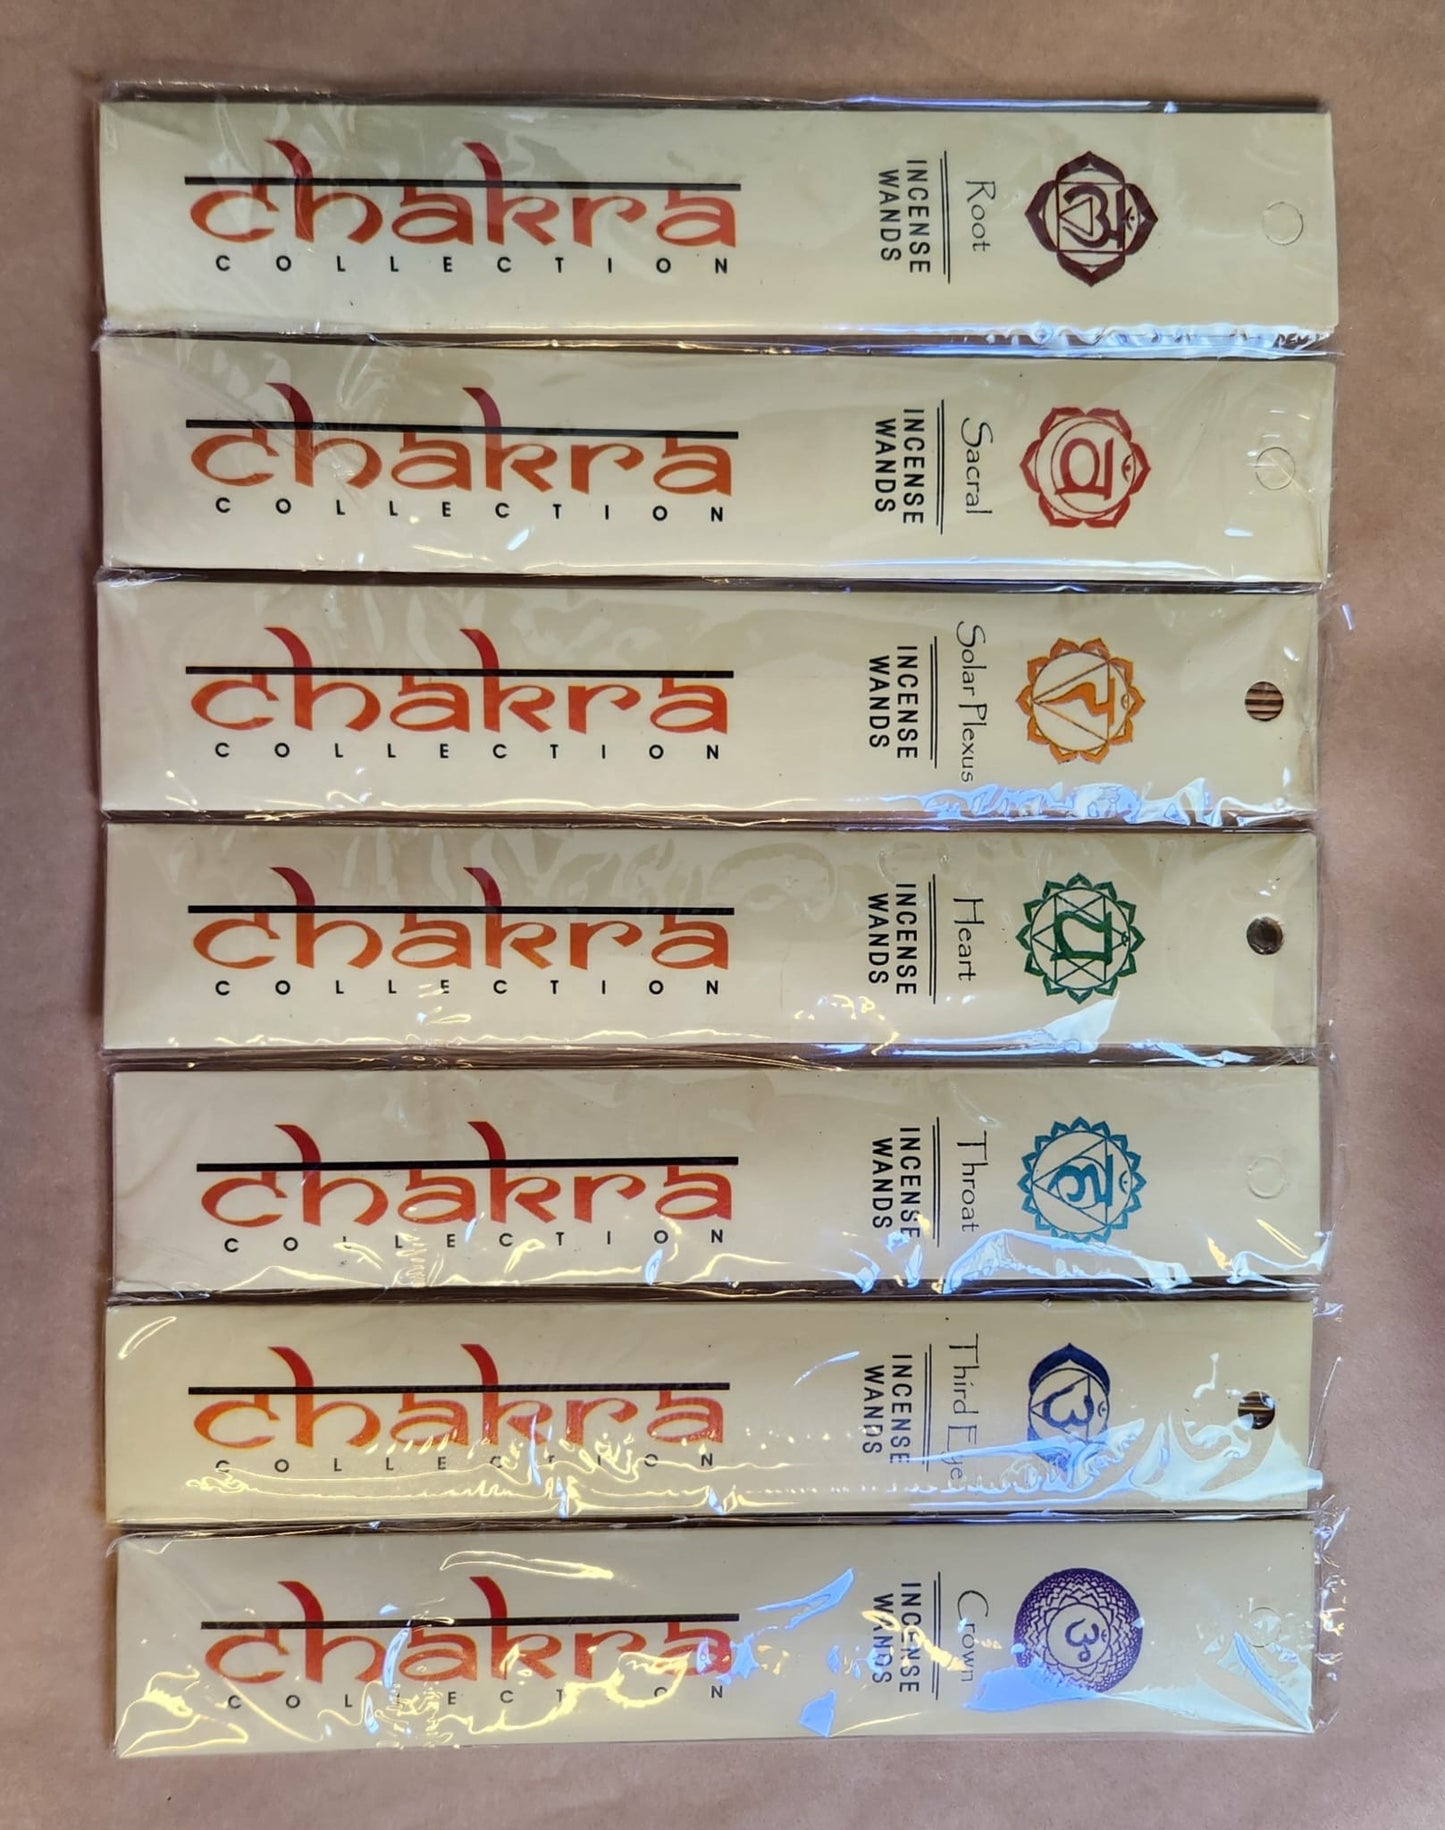 chakra
COLLECTION
लं
Root
INCENSE
WANDS
chakra
COLLECTION
वं
Sacral
INCENSE
WANDS
chakra
COLLECTION
रं
Solar Plexus
INCENSE
WANDS
chakra
COLLECTION
यं
Heart
INCENSE
WANDS
chakra
COLLECTION
हं
Throat
INCENSE
WANDS
chakra
COLLECTION
ॐ
Third Eye
INCENSE
WANDS
chakra
COLLECTION
ॐ
Crown
INCENSE
WANDS